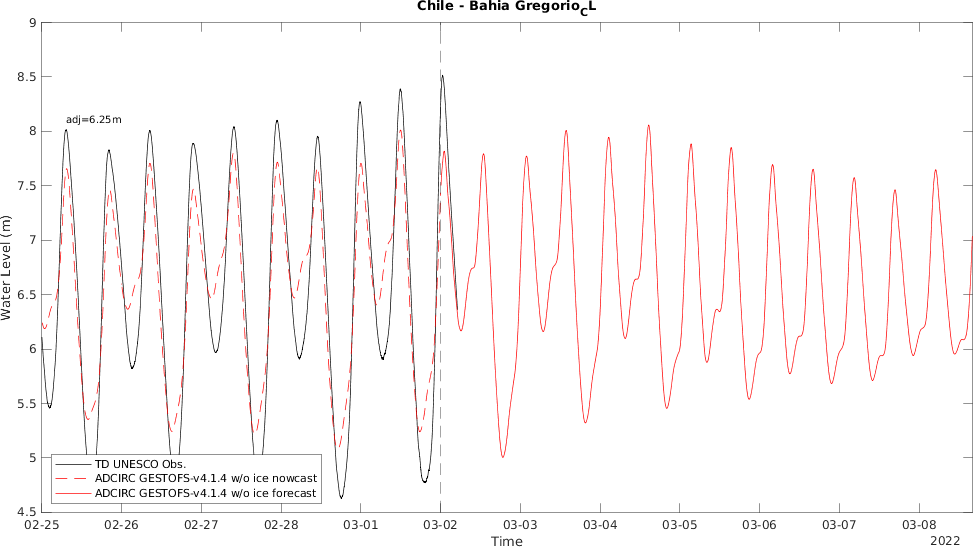 Chile - Bahia Gregorio_CL
Water Level (m)
9
8.5
8
7.5
7
6.5
6
5.5
5
4.5
adj=6.25m
TD UNESCO Obs.
ADCIRC GESTOFS-v4.1.4 w/o ice nowcast
ADCIRC GESTOFS-v4.1.4 w/o ice forecast
02-25 02-26 02-27 02-28 03-01 03-02 03-03 03-04 03-05 03-06 03-07 03-08
Time
2022